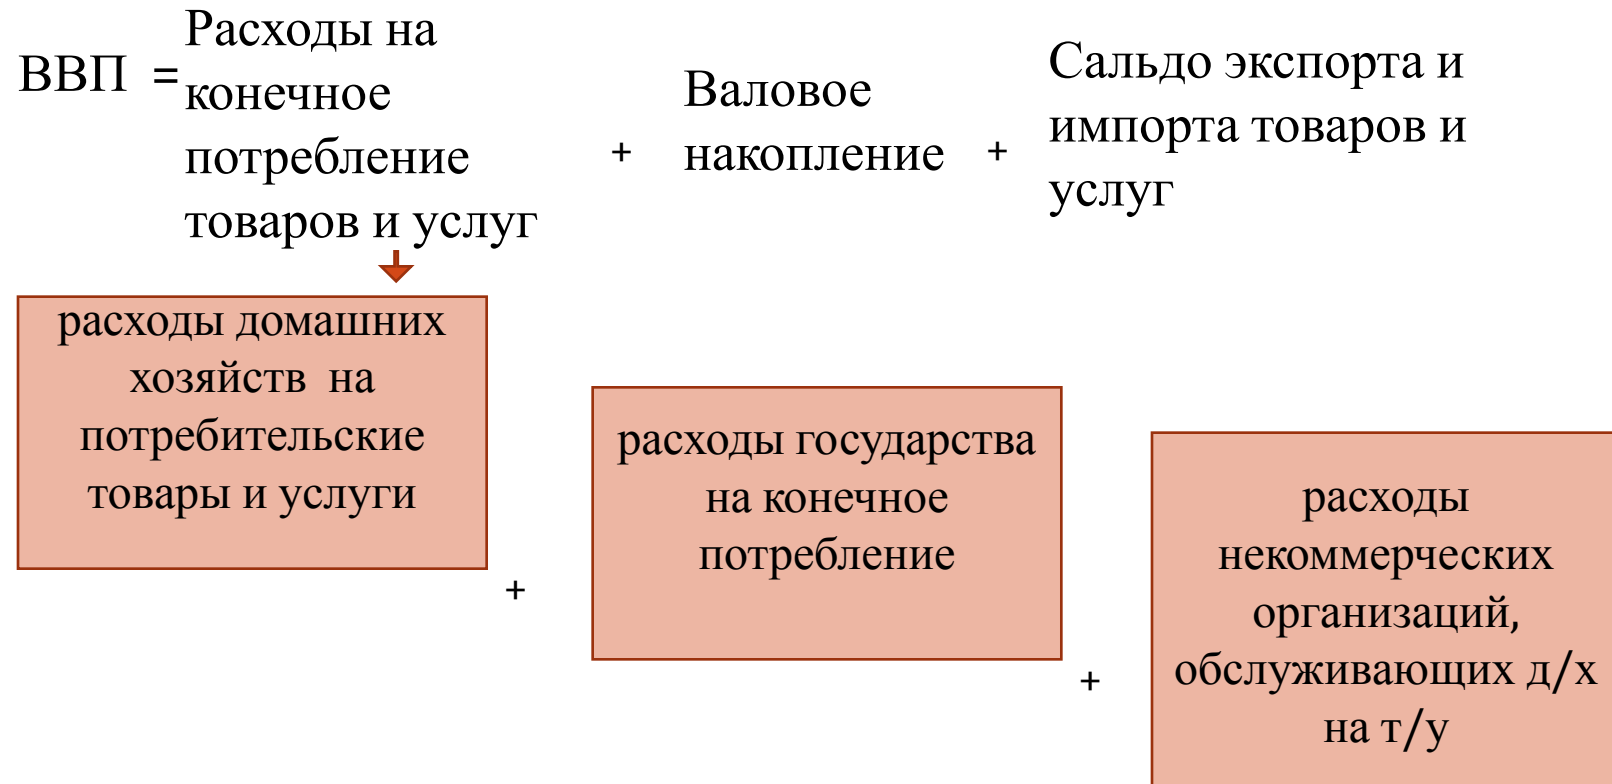 ВВП =
Расходы на
конечное
потребление
товаров и услуг
+
Валовое
накопление
+
Сальдо экспорта и
импорта товаров и
услуг
расходы домашних
хозяйств на
потребительские
товары и услуги
+
расходы государства
на конечное
потребление
+
расходы
некоммерческих
организаций,
обслуживающих д/х
на т/у